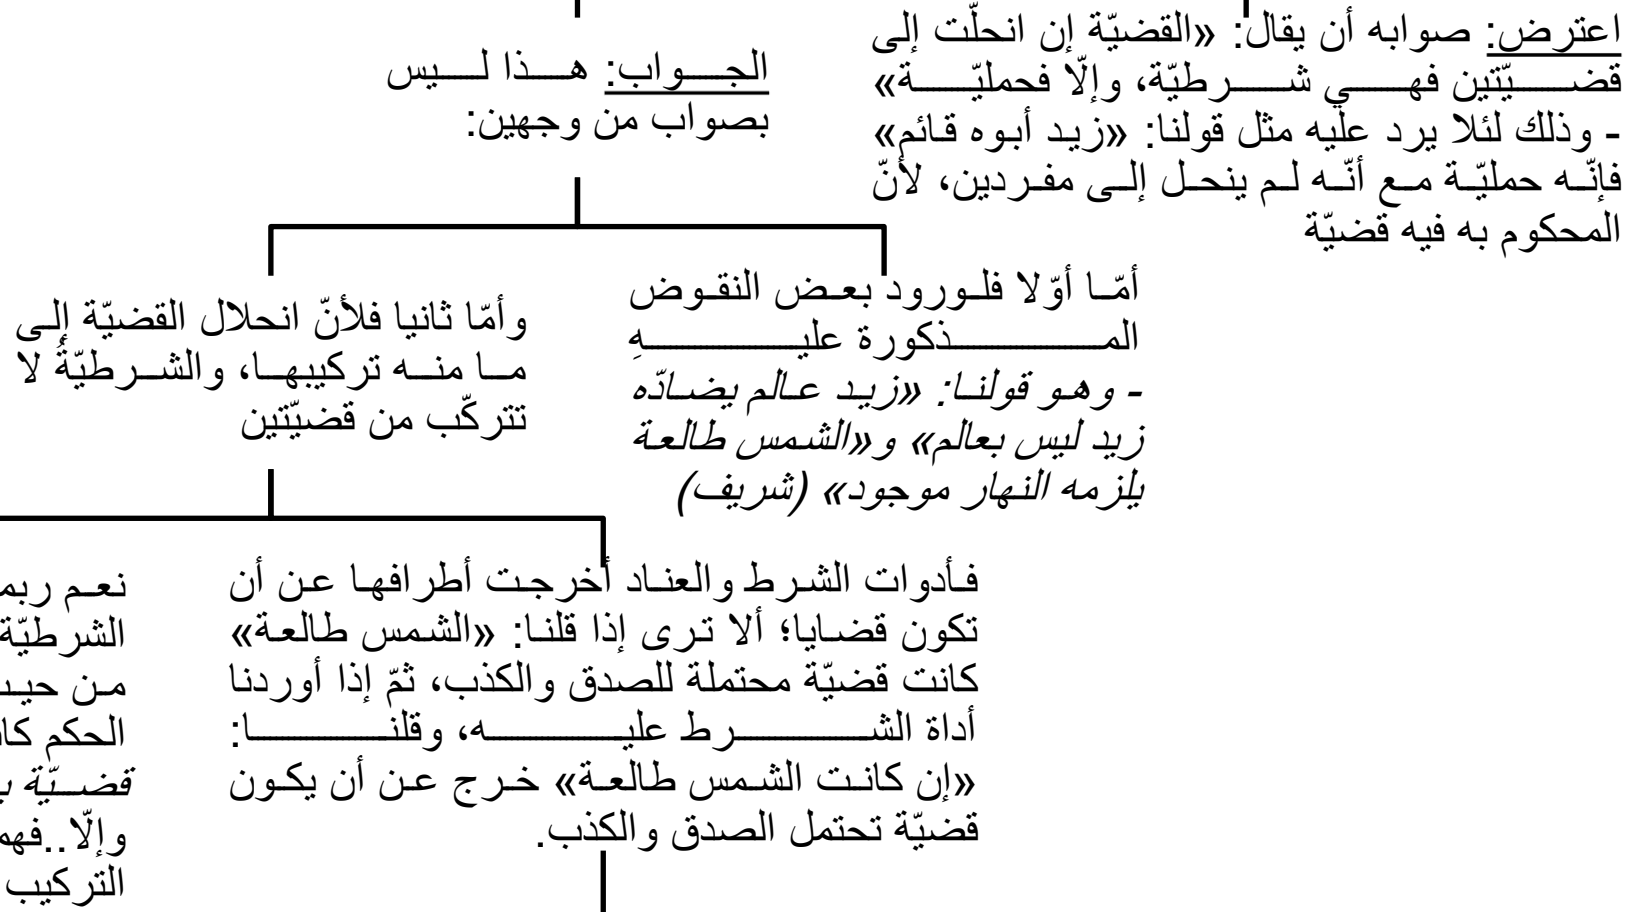 اعترض: صوابه أن يقال: «القضيّة إن انحلّت إلى
قضيّتين فهي شرطيّة، وإلّا فحمليّة»
- وذلك لئلا يرد عليه مثل قولنا: «زيد أبوه قائم»
فإنّه حمليّة مع أنّه لم ينحل إلى مفردين، لأنّ
المحكوم به فيه قضيّة
الجواب: هذا ليس
بصواب من وجهين:
أمّا أوّلا فلورود بعض النقوض
المذكورة عليهِ
- وهو قولنا: «زيد عالم يضادّه
زيد ليس بعالم» و«الشمس طالعة
يلزمه النهار موجود» (شريف)
وأمّا ثانيا فلأنّ انحلال القضيّة إلى
ما منه تركيبها، والشرطيّةُ لا
تتركّب من قضيّتين
فأدوات الشرط والعناد أخرجت أطرافها عن أن
تكون قضايا؛ ألا ترى إذا قلنا: «الشمس طالعة»
كانت قضيّة محتملة للصدق والكذب، ثمّ إذا أوردنا
أداة الشرط عليه، وقلنا:
«إن كانت الشمس طالعة» خرج عن أن يكون
قضيّة تحتمل الصدق والكذب.
نعم ربم
الشرطيّة
من حيث
الحكم كا
قضيّة ب
وإلّا..فهم
التركيب